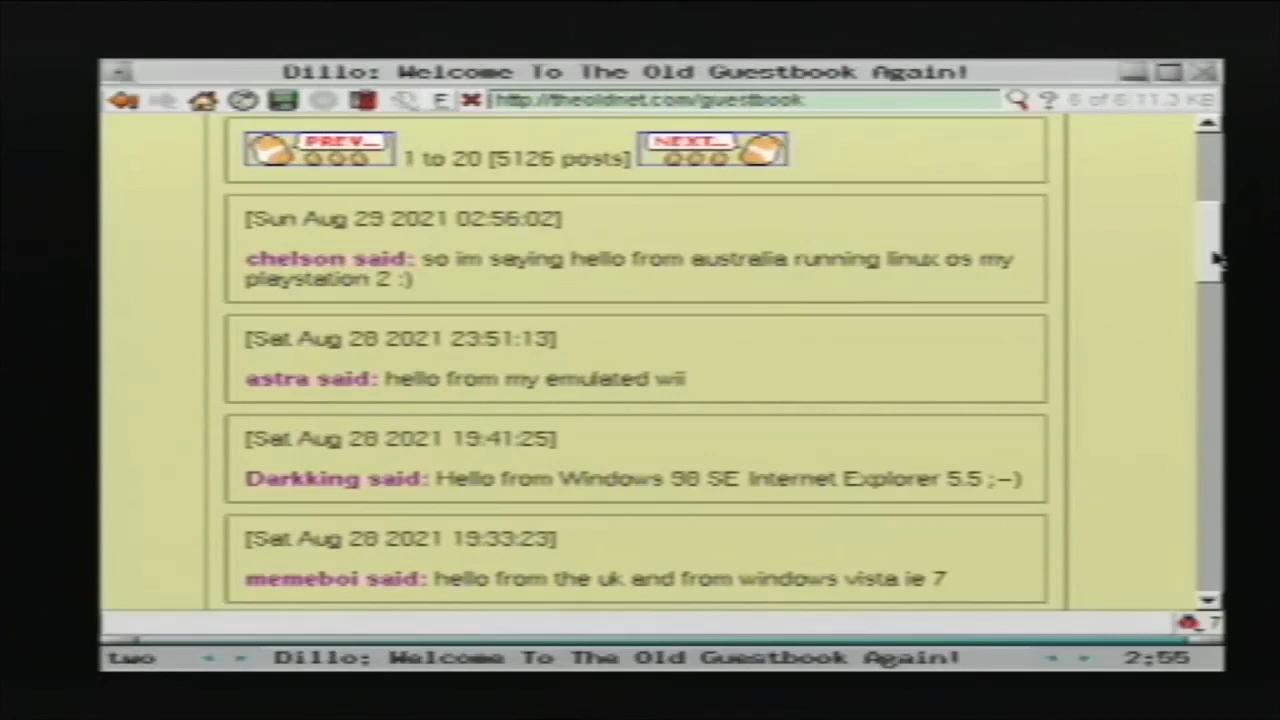 Dillo: Welcome To The Old Guestbook Again!
F http://theoldnet.com/guestbook
PREV... 1 to 20 [5126 posts] NEXT...
[Sun Aug 29 2021 02:56:02]
chelson said: so im saying hello from australia running linux os my
playstation 2 :)
[Sat Aug 28 2021 23:51:13]
astra said: hello from my emulated wii
[Sat Aug 28 2021 19:41:25]
Darkking said: Hello from Windows 98 SE Internet Explorer 5.5 ;-)
[Sat Aug 28 2021 19:33:23]
memeboi said: hello from the uk and from windows vista ie 7
7
two Dillo: Welcome To The Old Guestbook Again! 2:55